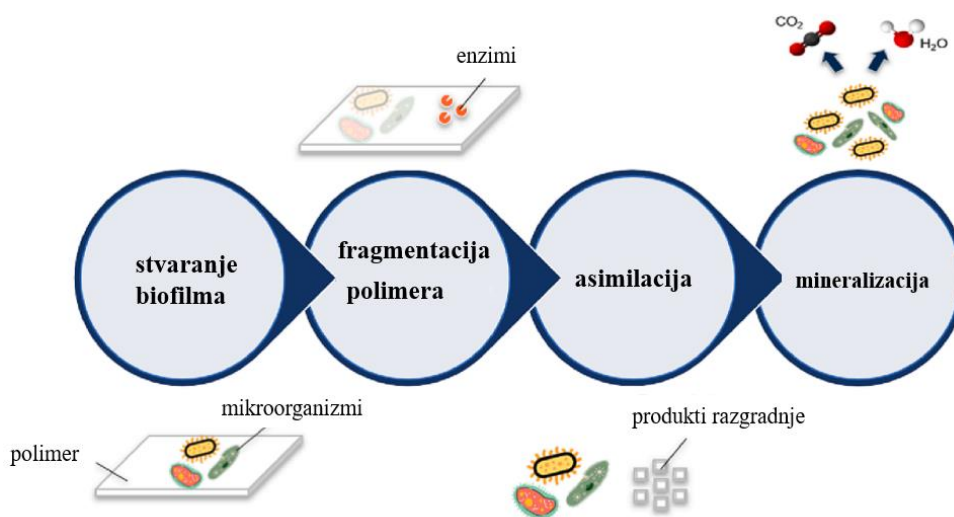 CO₂
H₂O
enzimi
stvaranje
biofilma
fragmentacija
polimera
asimilacija
mineralizacija
mikroorganizmi
polimer
produkti razgradnje